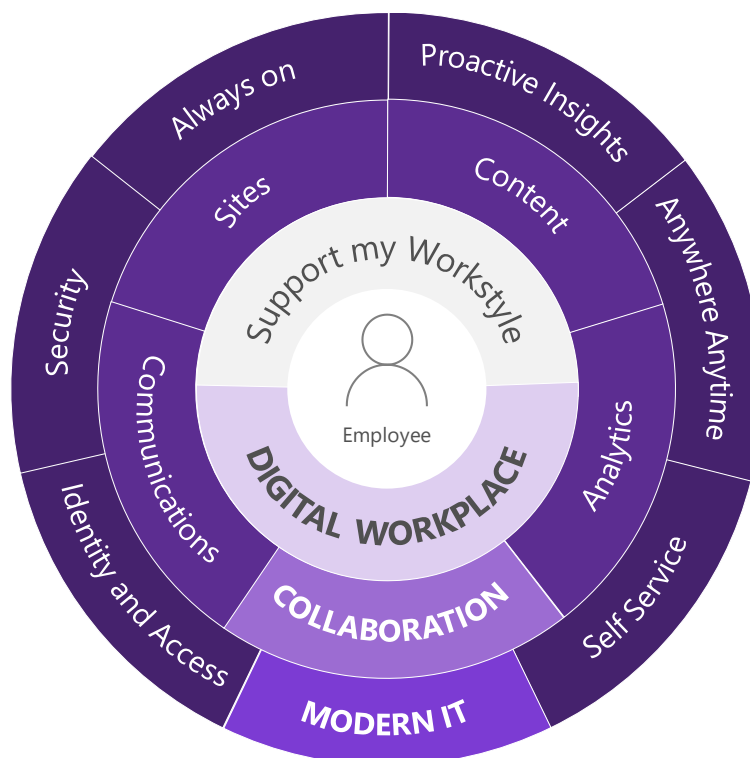 Always on
Proactive Insights
Security
Sites
Content
Anywhere Anytime
Support my Workstyle
Employee
Communications
Analytics
DIGITAL WORKPLACE
Identity and Access
COLLABORATION
Self Service
MODERN IT